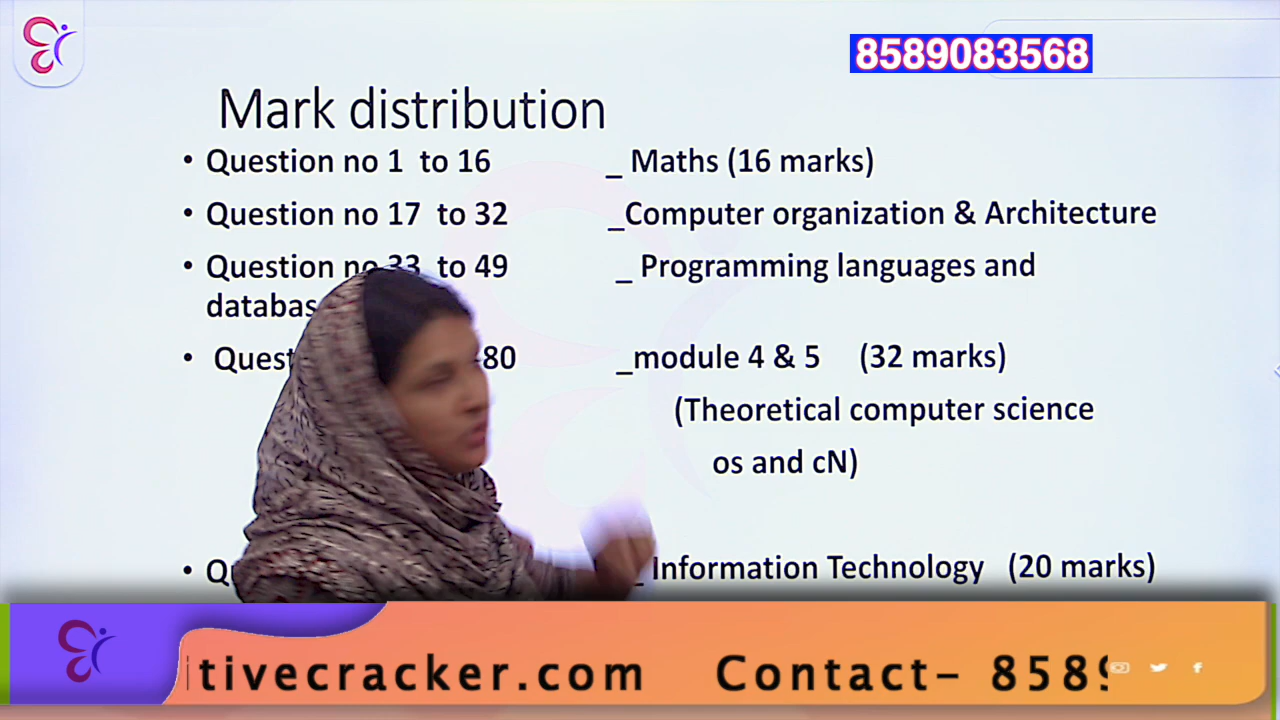 8589083568
Mark distribution
• Question no 1 to 16 _ Maths (16 marks)
• Question no 17 to 32 _Computer organization & Architecture
• Question no 33 to 49 _ Programming languages and
• 80 _module 4 & 5 (32 marks)
(Theoretical computer science
os and cN)
• _ Information Technology (20 marks)
itivecracker.com Contact- 8589